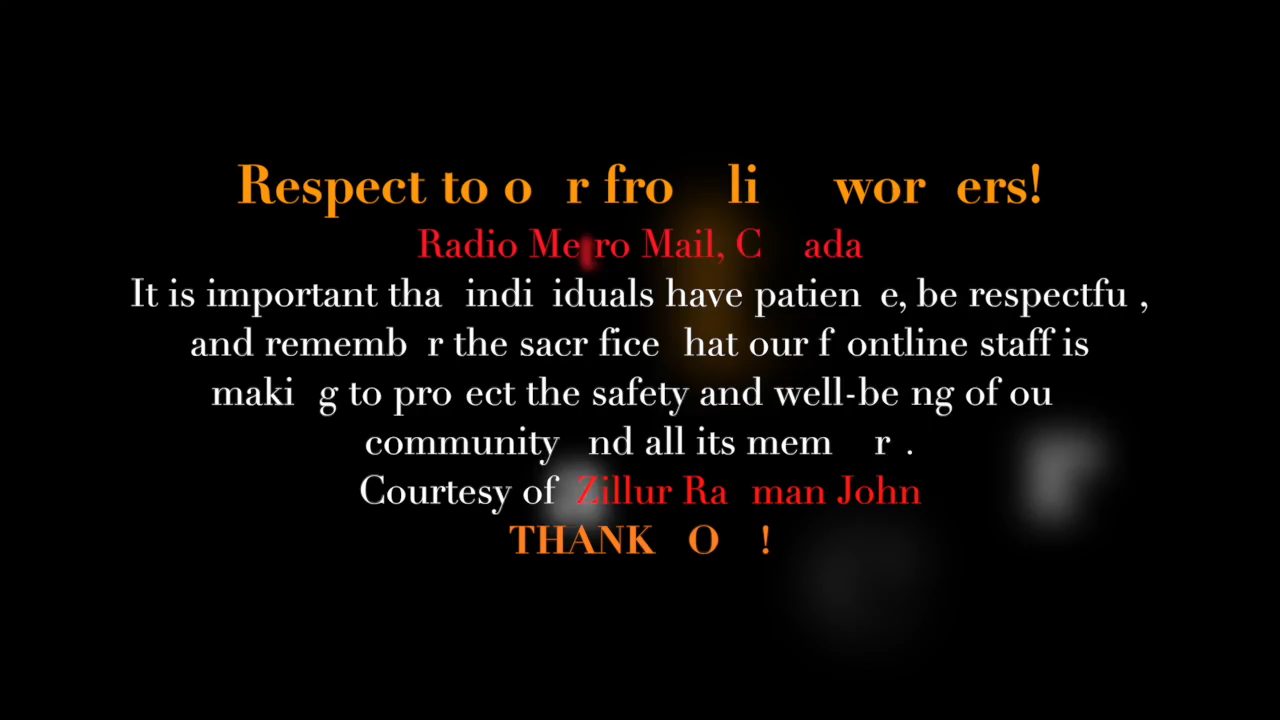 Respect to o r fro li wor ers!
Radio Metro Mail, C ada
It is important tha indi iduals have patien e, be respectfu ,
and rememb r the sacr fice hat our f ontline staff is
maki g to pro ect the safety and well-be ng of ou
community nd all its mem r .
Courtesy of Zillur Ra man John
THANK O !